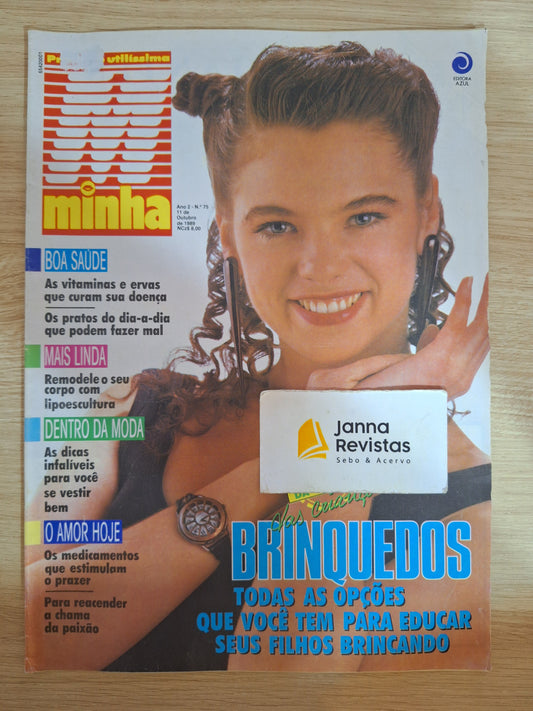 utilíssima
minha
6640001
Ano 2 - N.º 75
11 de
Outubro
de 1989
NCz$ 6,00
EDITORA
AZUL
BOA SAÚDE
As vitaminas e ervas
que curam sua doença
Os pratos do dia-a-dia
que podem fazer mal
MAIS LINDA
Remodele o seu
corpo com
lipoescultura
DENTRO DA MODA
As dicas
infalíveis
para você
se vestir
bem
O AMOR HOJE
Os medicamentos
que estimulam
o prazer
Para reacender
a chama
da paixão
Janna
Revistas
Sebo & Acervo
das
BRINQUEDOS
TODAS AS OPÇÕES
QUE VOCÊ TEM PARA EDUCAR
SEUS FILHOS BRINCANDO